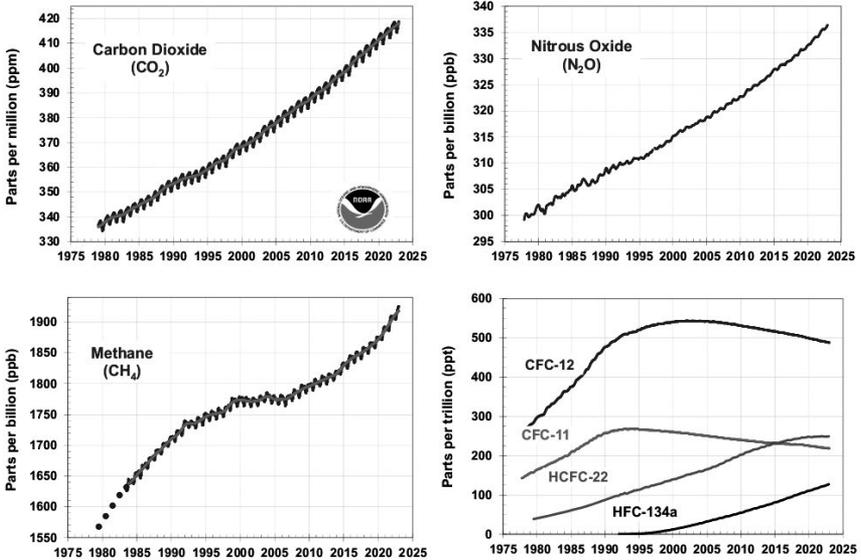 Parts per million (ppm)
420
410
400
390
380
370
360
350
340
330
Carbon Dioxide
(CO₂)
NOAA
1975 1980 1985 1990 1995 2000 2005 2010 2015 2020 2025
Parts per billion (ppb)
340
335
330
325
320
315
310
305
300
295
Nitrous Oxide
(N₂O)
1975 1980 1985 1990 1995 2000 2005 2010 2015 2020 2025
Parts per billion (ppb)
1900
1850
1800
1750
1700
1650
1600
1550
Methane
(CH₄)
1975 1980 1985 1990 1995 2000 2005 2010 2015 2020 2025
Parts per trillion (ppt)
600
500
400
300
200
100
0
CFC-12
CFC-11
HCFC-22
HFC-134a
1975 1980 1985 1990 1995 2000 2005 2010 2015 2020 2025